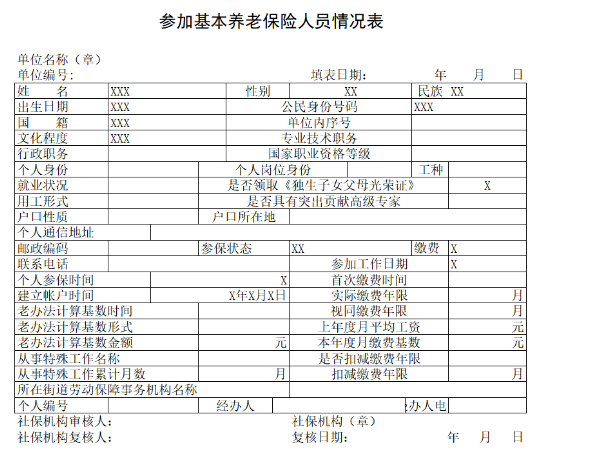 参加基本养老保险人员情况表
单位名称（章）
单位编号: 填表日期： 年 月 日
姓 名 XXX 性别 XX 民族 XX
出生日期 XXX 公民身份号码 XXX
国 籍 XXX 单位内序号
文化程度 XXX 专业技术职务
行政职务 国家职业资格等级
个人身份 个人岗位身份 工种
就业状况 是否领取《独生子女父母光荣证》 X
用工形式 是否具有突出贡献高级专家
户口性质 户口所在地
个人通信地址
邮政编码 参保状态 XX 缴费 X
联系电话 参加工作日期 X
个人参保时间 X 首次缴费时间
建立帐户时间 X年X月X日 实际缴费年限 月
老办法计算基数时间 视同缴费年限 月
老办法计算基数形式 上年度月平均工资 元
老办法计算基数金额 元 本年度月缴费基数 元
从事特殊工作名称 是否扣减缴费年限
从事特殊工作累计月数 月 扣减缴费年限 月
所在街道劳动保障事务机构名称
个人编号 经办人 办人电
社保机构审核人： 社保机构（章）
社保机构复核人： 复核日期： 年 月 日